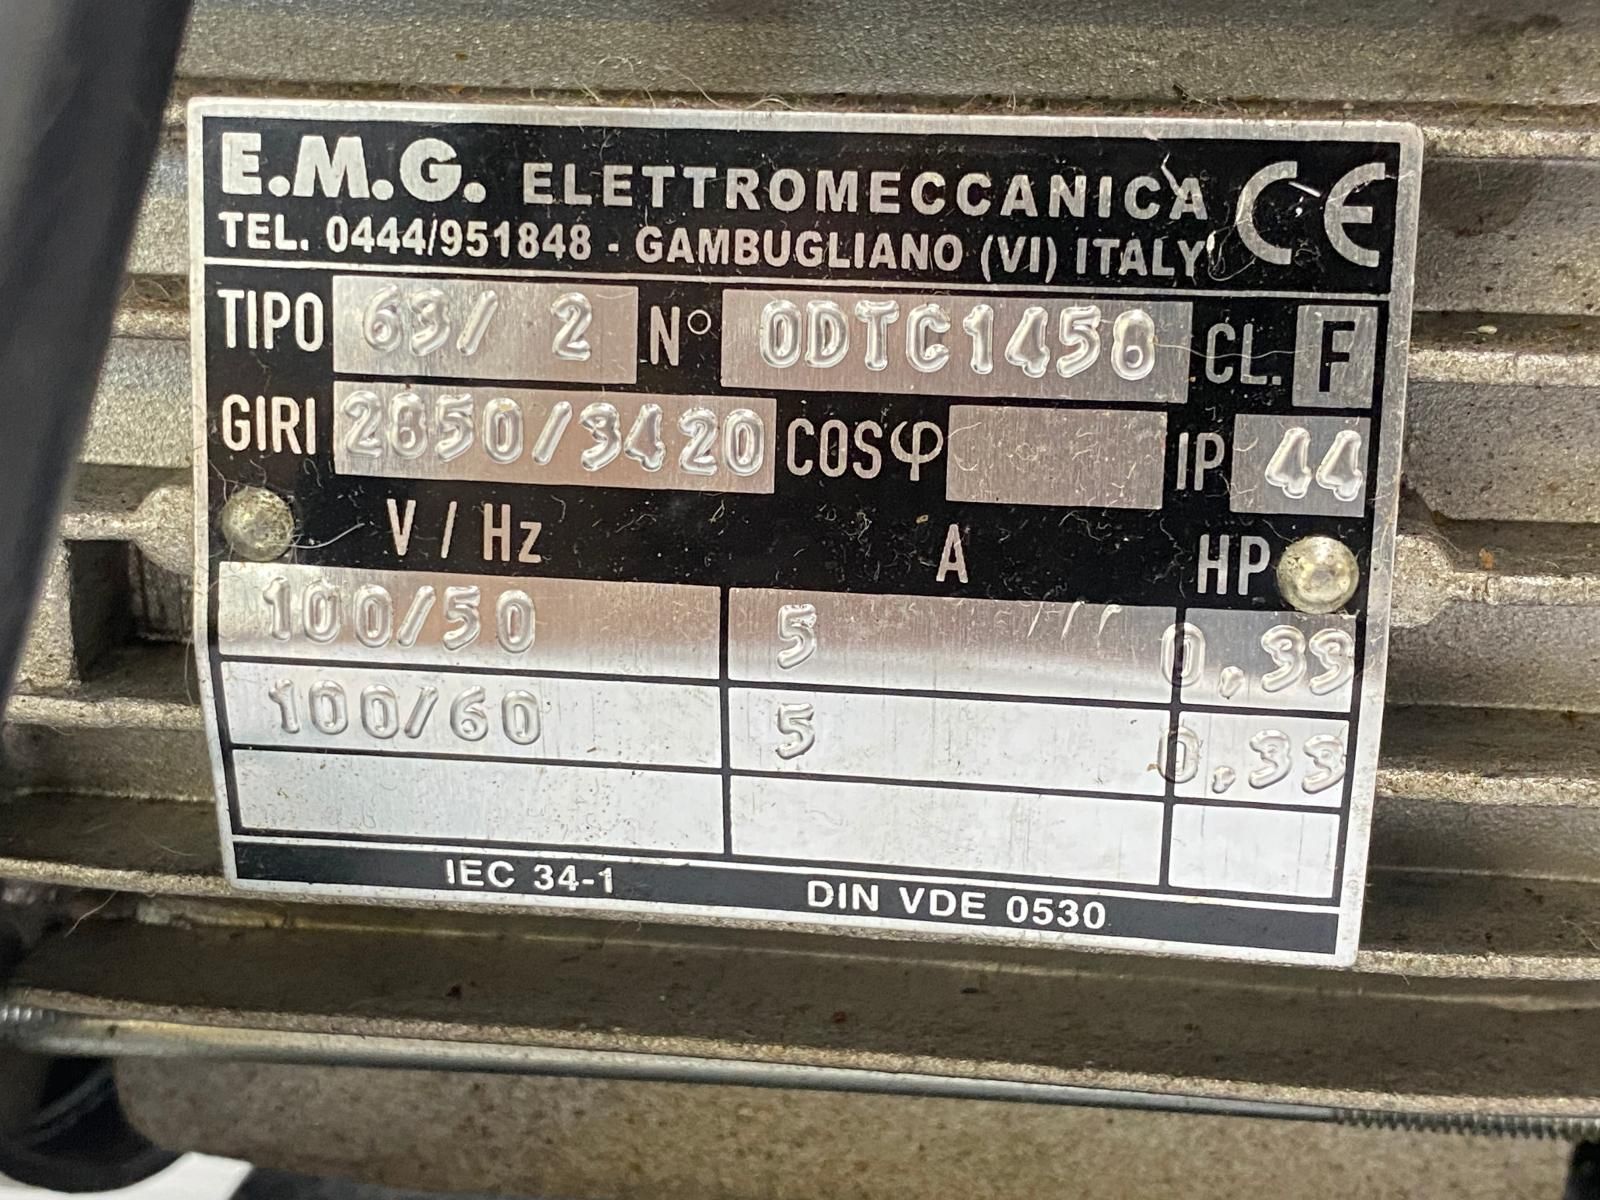 E.M.G. ELETTROMECCANICA CE
TEL. 0444/951848 - GAMBUGLIANO (VI) ITALY
TIPO 63/ 2 N° 0DTC1458 CL. F
GIRI 2850/3420 COSφ IP 44
V / Hz A HP
100/50 5 0,33
100/60 5 0,33
IEC 34-1 DIN VDE 0530